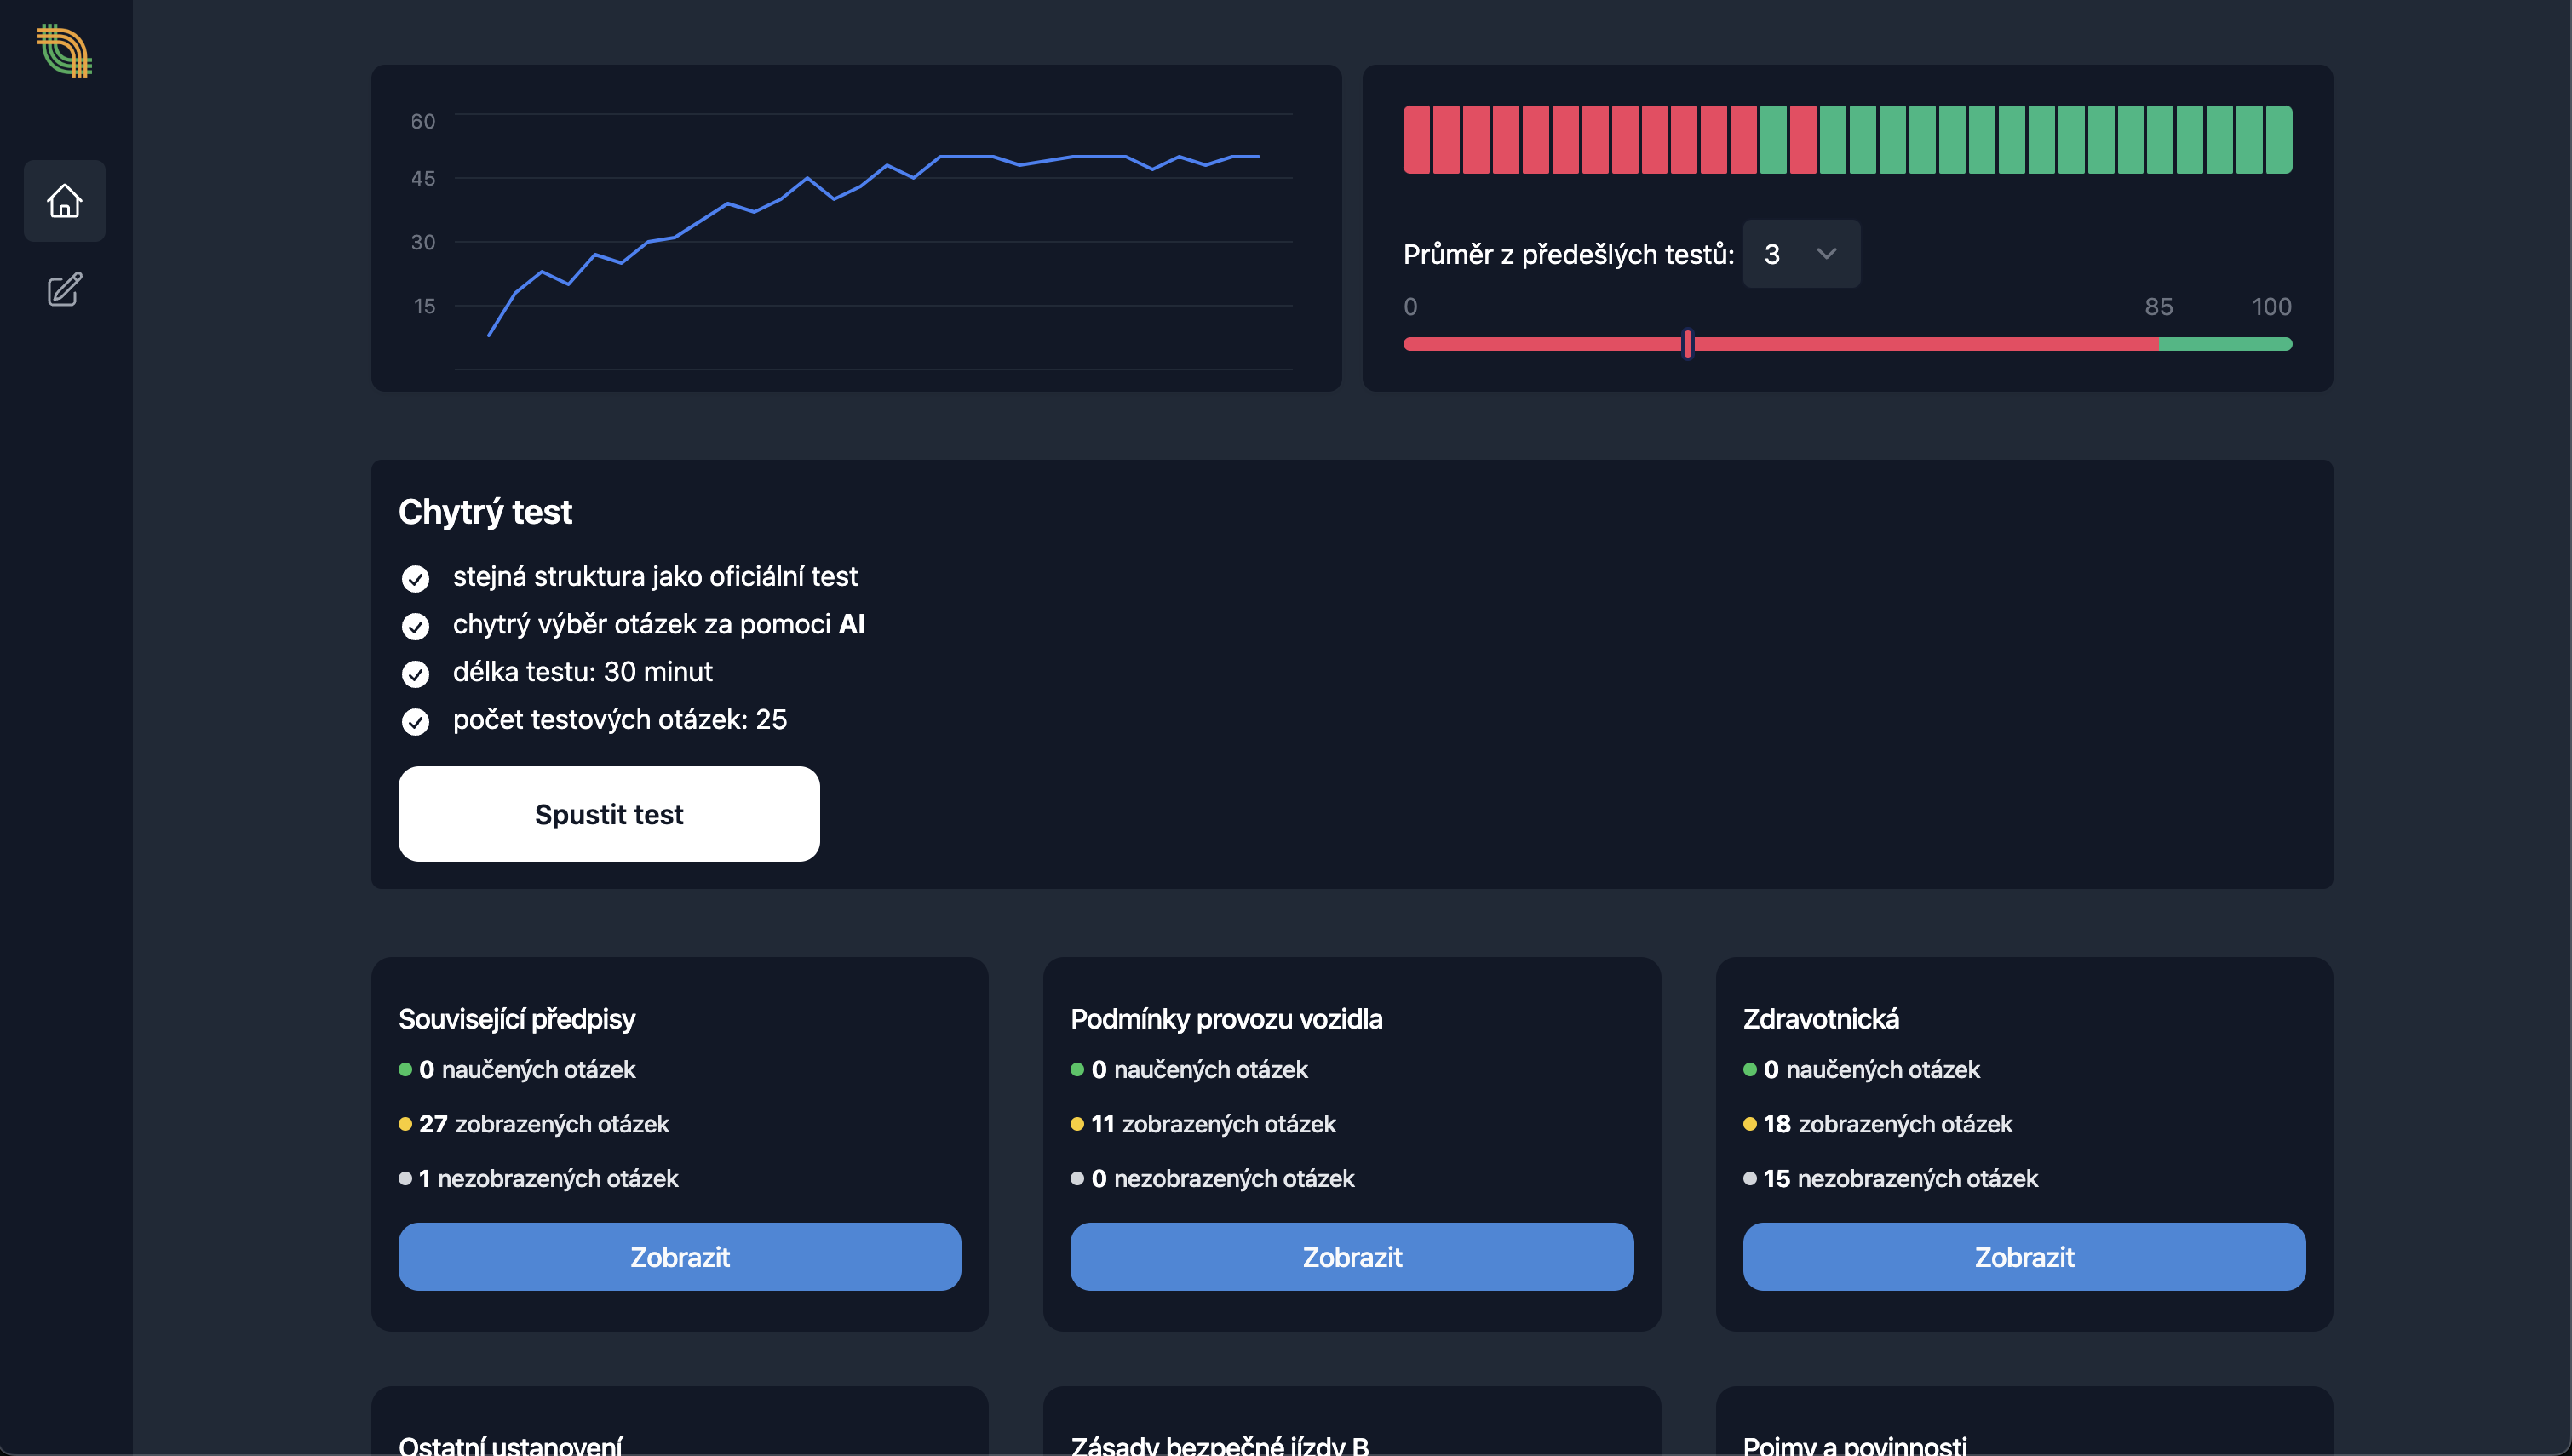 60
45
30
15
Průměr z předešlých testů: 3
0 85 100
Chytrý test
stejná struktura jako oficiální test
chytrý výběr otázek za pomoci AI
délka testu: 30 minut
počet testových otázek: 25
Spustit test
Související předpisy
0 naučených otázek
27 zobrazených otázek
1 nezobrazených otázek
Zobrazit
Podmínky provozu vozidla
0 naučených otázek
11 zobrazených otázek
0 nezobrazených otázek
Zobrazit
Zdravotnická
0 naučených otázek
18 zobrazených otázek
15 nezobrazených otázek
Zobrazit
Ostatní ustanovení
Zásady bezpečné jízdy B
Pojmy a povinnosti